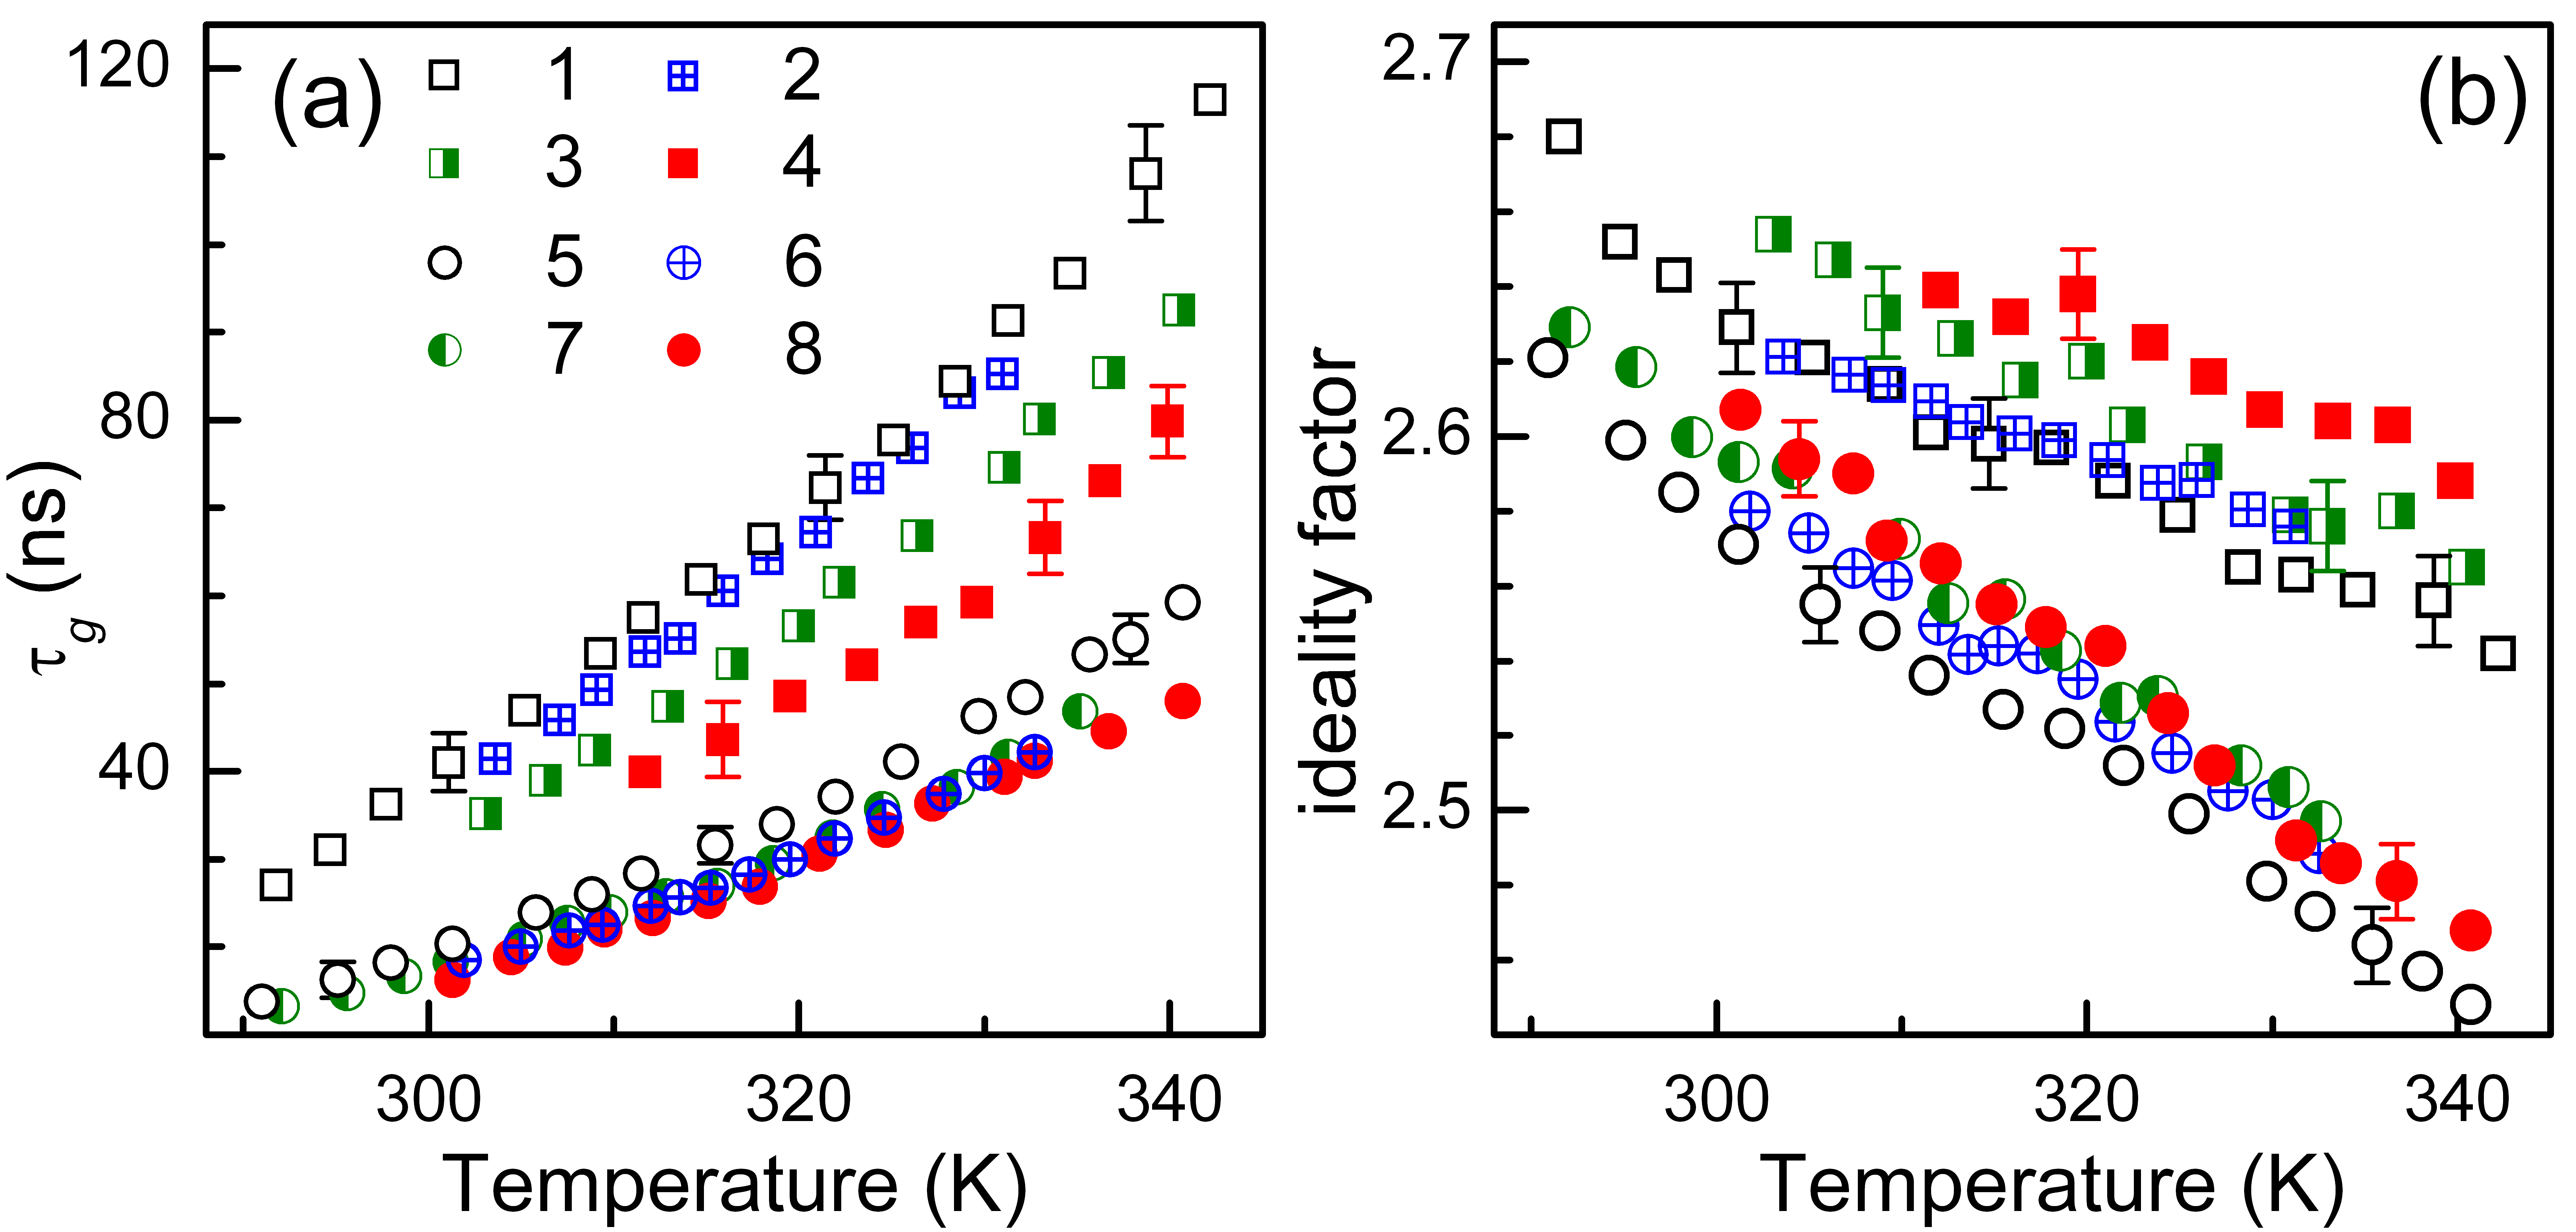 (a)
1 2
3 4
5 6
7 8
120
80
40
τg (ns)
300 320 340
Temperature (K)
(b)
2.7
2.6
2.5
ideality factor
300 320 340
Temperature (K)